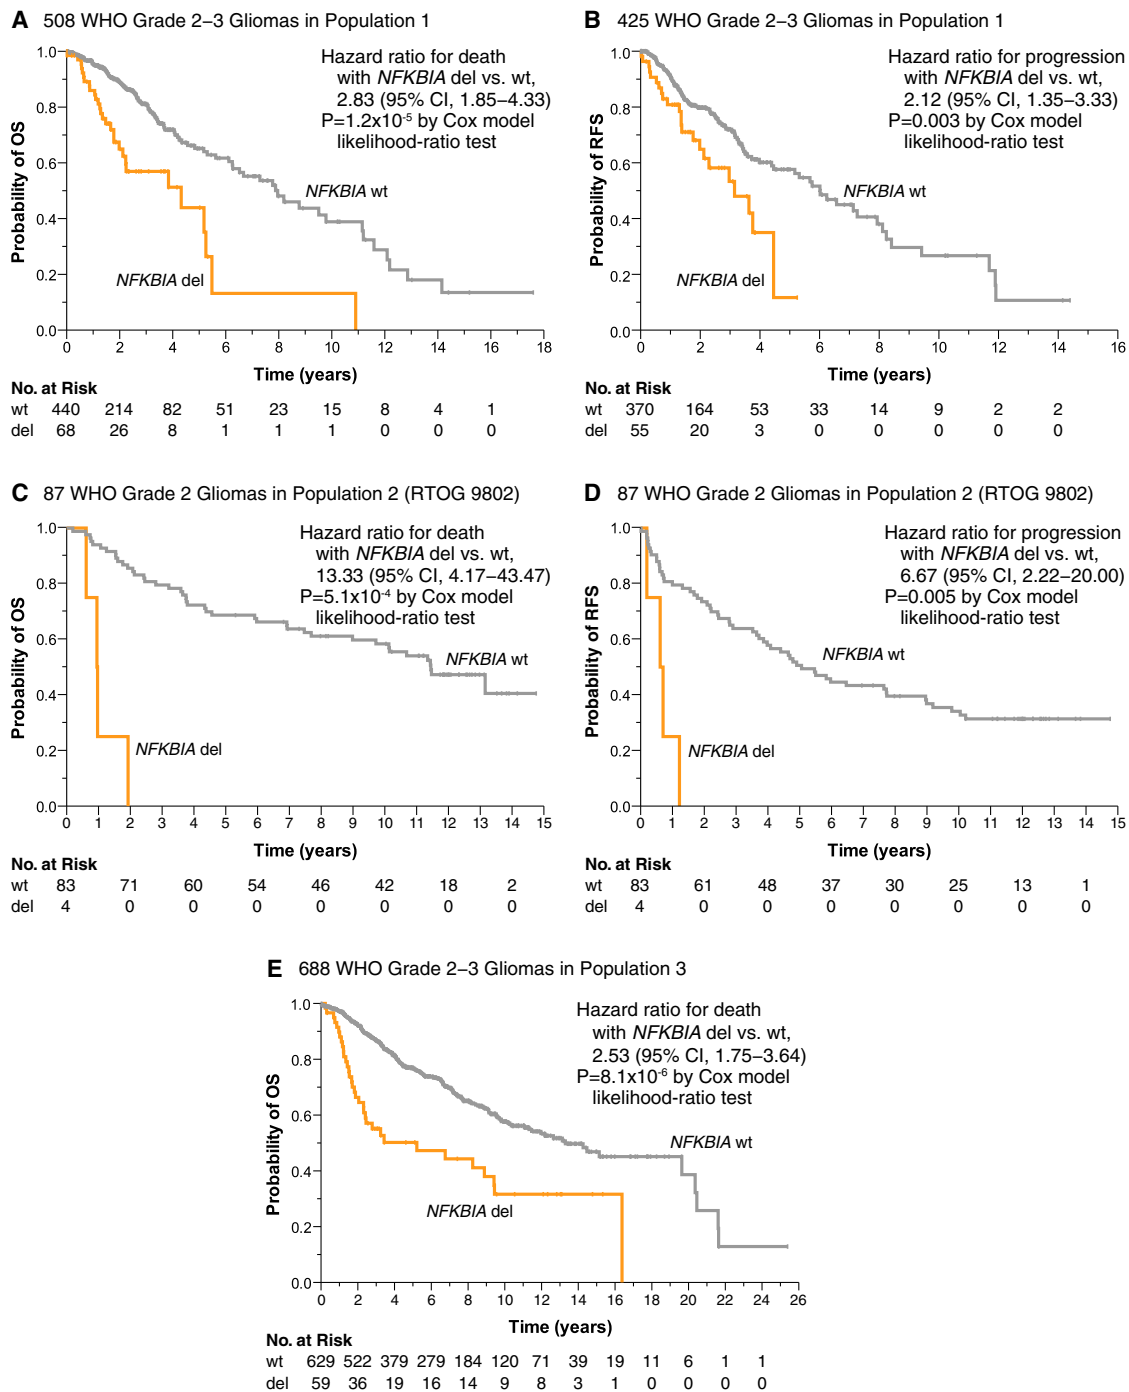 A 508 WHO Grade 2–3 Gliomas in Population 1
Hazard ratio for death
with NFKBIA del vs. wt,
2.83 (95% CI, 1.85–4.33)
P=1.2x10-5 by Cox model
likelihood-ratio test
Probability of OS
1.0
0.8
0.6
0.4
0.2
0.0
NFKBIA wt
NFKBIA del
0 2 4 6 8 10 12 14 16 18
Time (years)
No. at Risk
wt 440 214 82 51 23 15 8 4 1
del 68 26 8 1 1 1 0 0 0
B 425 WHO Grade 2–3 Gliomas in Population 1
Hazard ratio for progression
with NFKBIA del vs. wt,
2.12 (95% CI, 1.35–3.33)
P=0.003 by Cox model
likelihood-ratio test
Probability of RFS
1.0
0.8
0.6
0.4
0.2
0.0
NFKBIA wt
NFKBIA del
0 2 4 6 8 10 12 14 16
Time (years)
No. at Risk
wt 370 164 53 33 14 9 2 2
del 55 20 3 0 0 0 0 0
C 87 WHO Grade 2 Gliomas in Population 2 (RTOG 9802)
Hazard ratio for death
with NFKBIA del vs. wt,
13.33 (95% CI, 4.17–43.47)
P=5.1x10-4 by Cox model
likelihood-ratio test
Probability of OS
1.0
0.8
0.6
0.4
0.2
0.0
NFKBIA wt
NFKBIA del
0 1 2 3 4 5 6 7 8 9 10 11 12 13 14 15
Time (years)
No. at Risk
wt 83 71 60 54 46 42 18 2
del 4 0 0 0 0 0 0 0
D 87 WHO Grade 2 Gliomas in Population 2 (RTOG 9802)
Hazard ratio for progression
with NFKBIA del vs. wt,
6.67 (95% CI, 2.22–20.00)
P=0.005 by Cox model
likelihood-ratio test
Probability of RFS
1.0
0.8
0.6
0.4
0.2
0.0
NFKBIA wt
NFKBIA del
0 1 2 3 4 5 6 7 8 9 10 11 12 13 14 15
Time (years)
No. at Risk
wt 83 61 48 37 30 25 13 1
del 4 0 0 0 0 0 0 0
E 688 WHO Grade 2–3 Gliomas in Population 3
Hazard ratio for death
with NFKBIA del vs. wt,
2.53 (95% CI, 1.75–3.64)
P=8.1x10-6 by Cox model
likelihood-ratio test
Probability of OS
1.0
0.8
0.6
0.4
0.2
0.0
NFKBIA wt
NFKBIA del
0 2 4 6 8 10 12 14 16 18 20 22 24 26
Time (years)
No. at Risk
wt 629 522 379 279 184 120 71 39 19 11 6 1 1
del 59 36 19 16 14 9 8 3 1 0 0 0 0